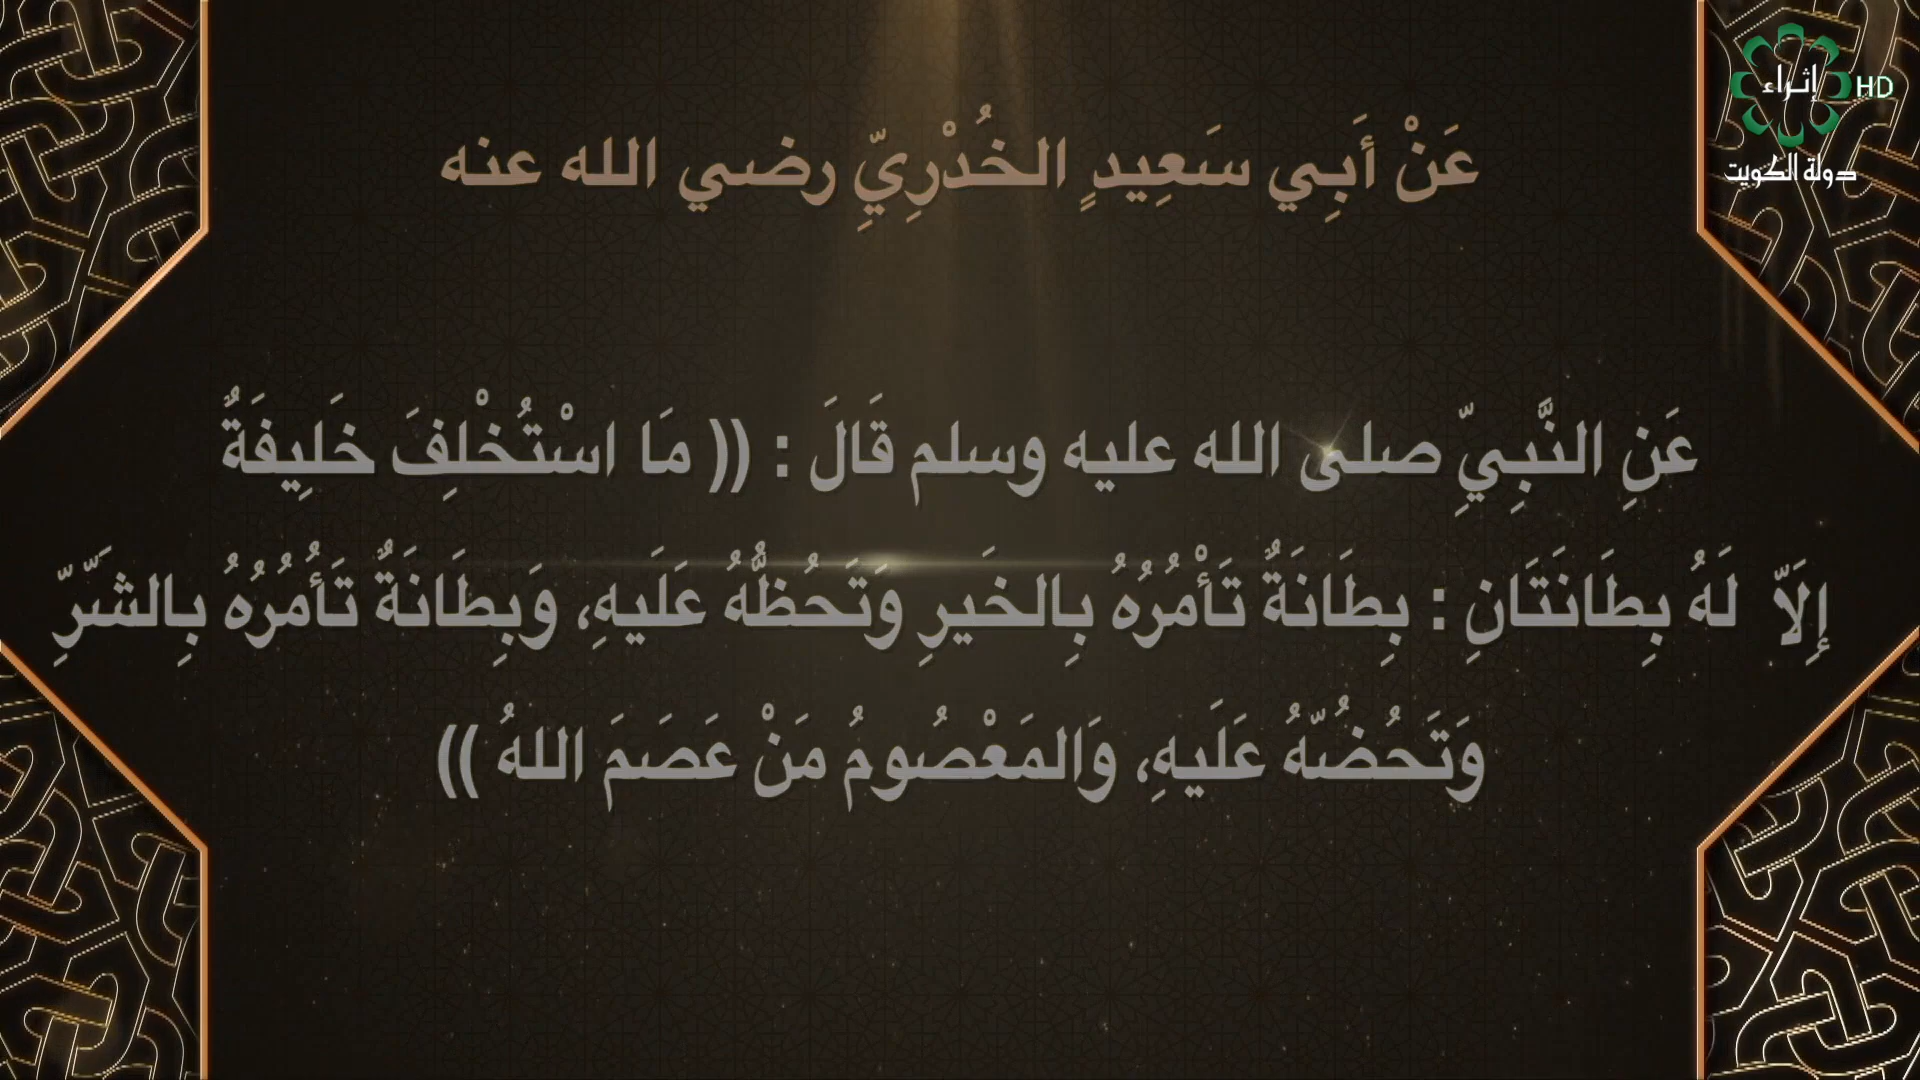 إثراء HD
دولة الكويت
عَنْ أَبِي سَعِيدٍ الخُدْرِيِّ رضي الله عنه
عَنِ النَّبِيِّ صلى الله عليه وسلم قَالَ : (( مَا اسْتُخْلِفَ خَلِيفَةٌ
إِلَّا لَهُ بِطَانَتَانِ : بِطَانَةٌ تَأْمُرُهُ بِالخَيرِ وَتَحُظُّهُ عَلَيهِ، وَبِطَانَةٌ تَأُمُرُهُ بِالشَّرِّ
وَتَحُضُّهُ عَلَيهِ، وَالمَعْصُومُ مَنْ عَصَمَ اللهُ ))